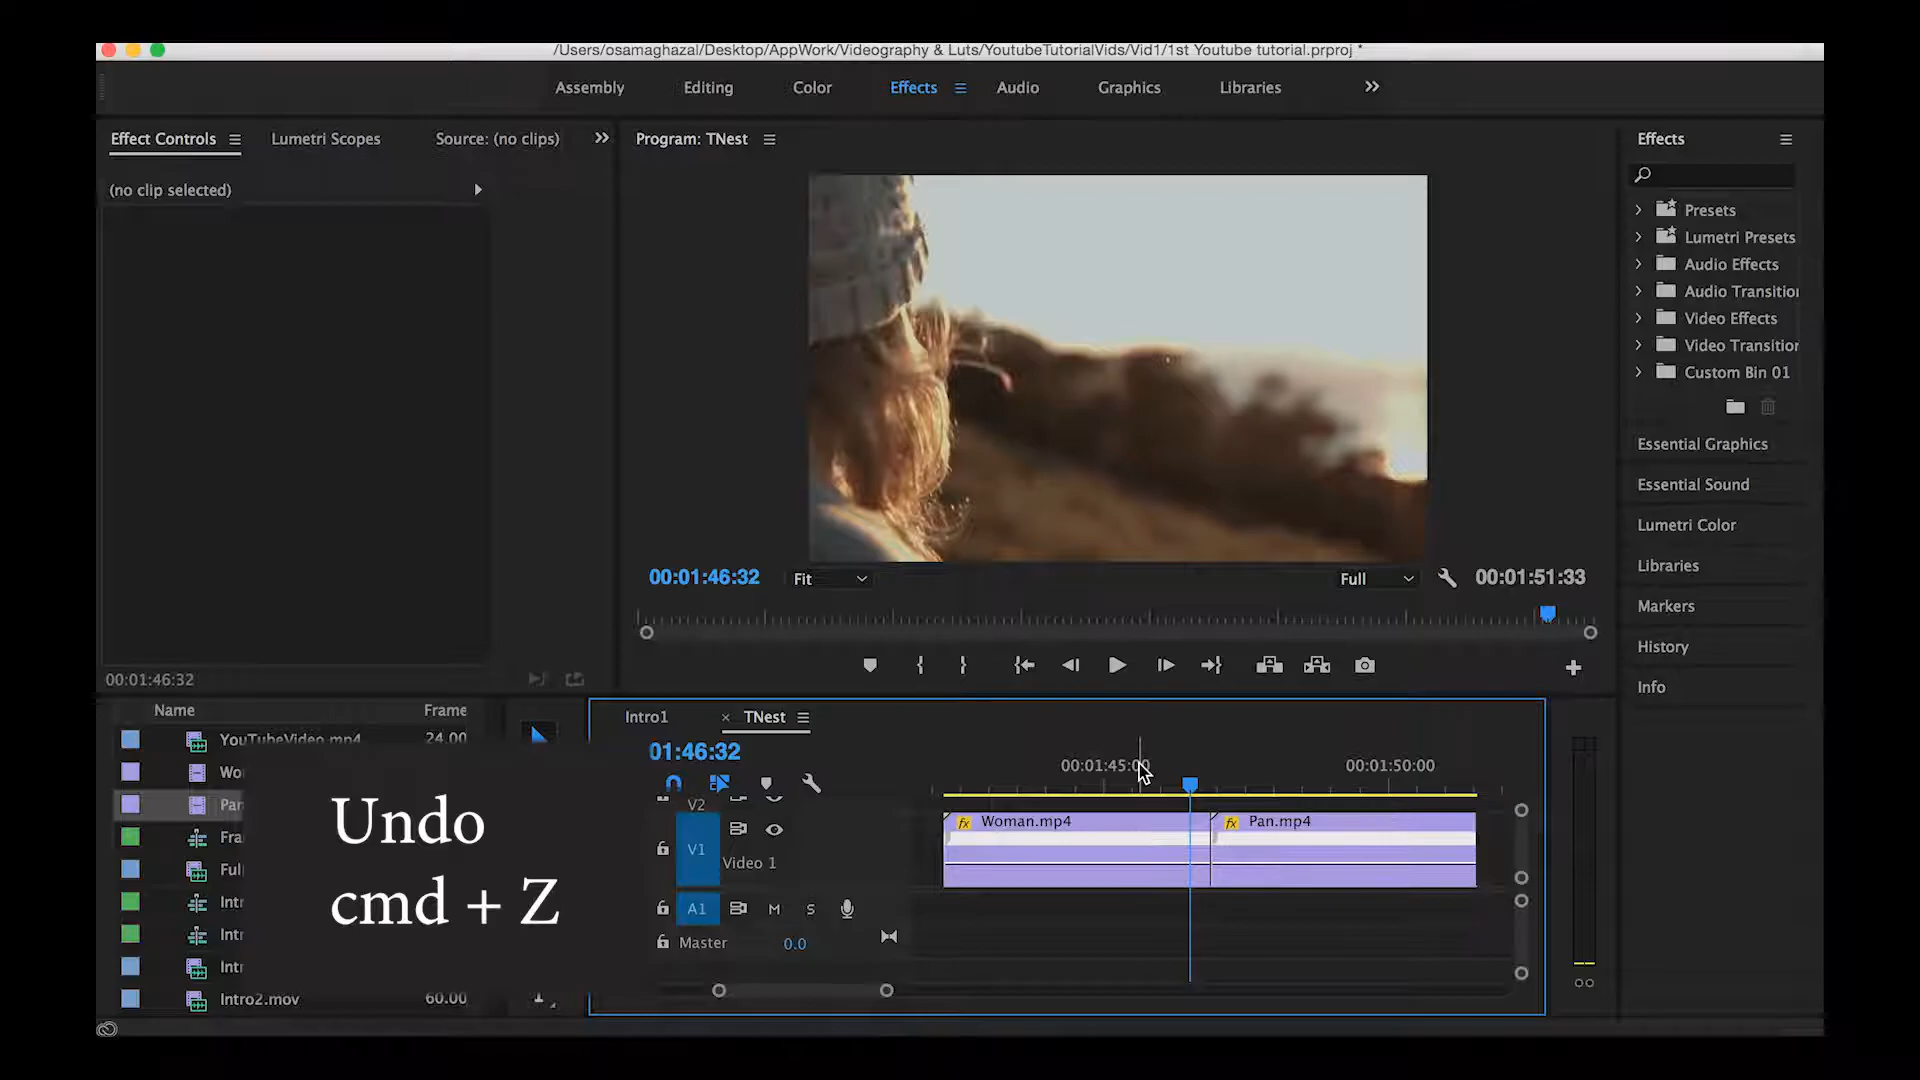 /Users/osamaghazal/Desktop/AppWork/Videography & Luts/YoutubeTutorialVids/Vid1/1st Youtube tutorial.prproj *
Assembly Editing Color Effects Audio Graphics Libraries
Effect Controls Lumetri Scopes Source: (no clips) Program: TNest Effects
(no clip selected)
Presets
Lumetri Presets
Audio Effects
Audio Transition
Video Effects
Video Transition
Custom Bin 01
Essential Graphics
Essential Sound
Lumetri Color
Libraries
Markers
History
Info
00:01:46:32 Fit Full 00:01:51:33
00:01:46:32
Name Frame
YouTubeVideo.mp4 24.00
Wo
Pan
Fra
Full
Intr
Intr
Intr
Intro2.mov 60.00
Undo
cmd + Z
Intro1 × TNest
01:46:32
00:01:45:00 00:01:50:00
V2
fx Woman.mp4 fx Pan.mp4
V1
Video 1
A1 M S
Master 0.0